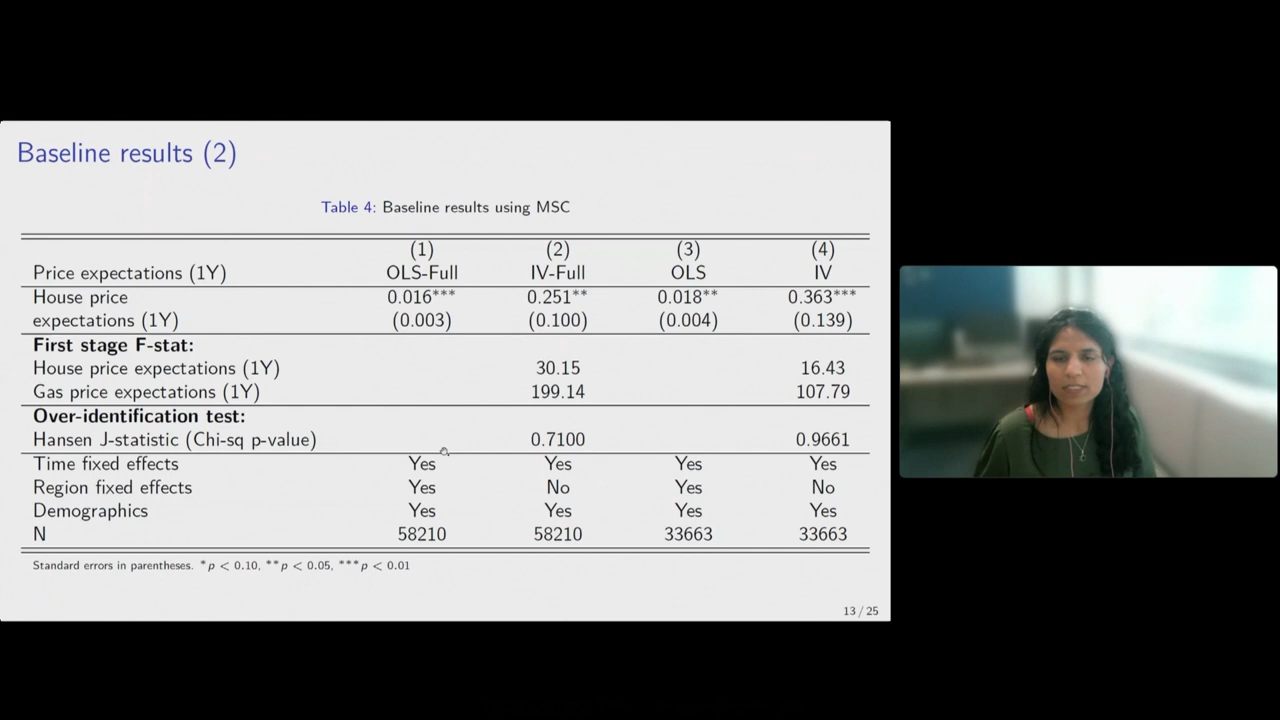 Baseline results (2)
Table 4: Baseline results using MSC
(1) (2) (3) (4)
Price expectations (1Y) OLS-Full IV-Full OLS IV
House price 0.016*** 0.251** 0.018** 0.363***
expectations (1Y) (0.003) (0.100) (0.004) (0.139)
First stage F-stat:
House price expectations (1Y) 30.15 16.43
Gas price expectations (1Y) 199.14 107.79
Over-identification test:
Hansen J-statistic (Chi-sq p-value) 0.7100 0.9661
Time fixed effects Yes Yes Yes Yes
Region fixed effects Yes No Yes No
Demographics Yes Yes Yes Yes
N 58210 58210 33663 33663
Standard errors in parentheses. *p < 0.10, **p < 0.05, ***p < 0.01
13 / 25